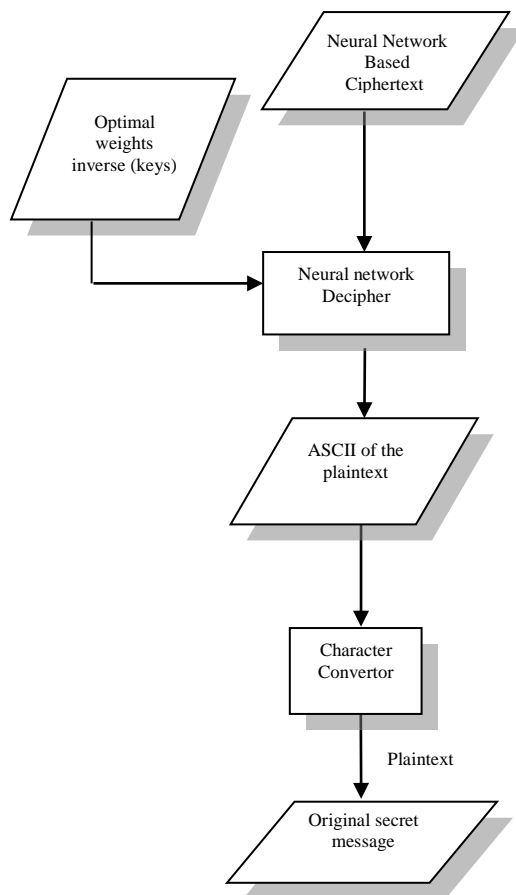 Neural Network
Based
Ciphertext
Optimal
weights
inverse (keys)
Neural network
Decipher
ASCII of the
plaintext
Character
Convertor
Plaintext
Original secret
message